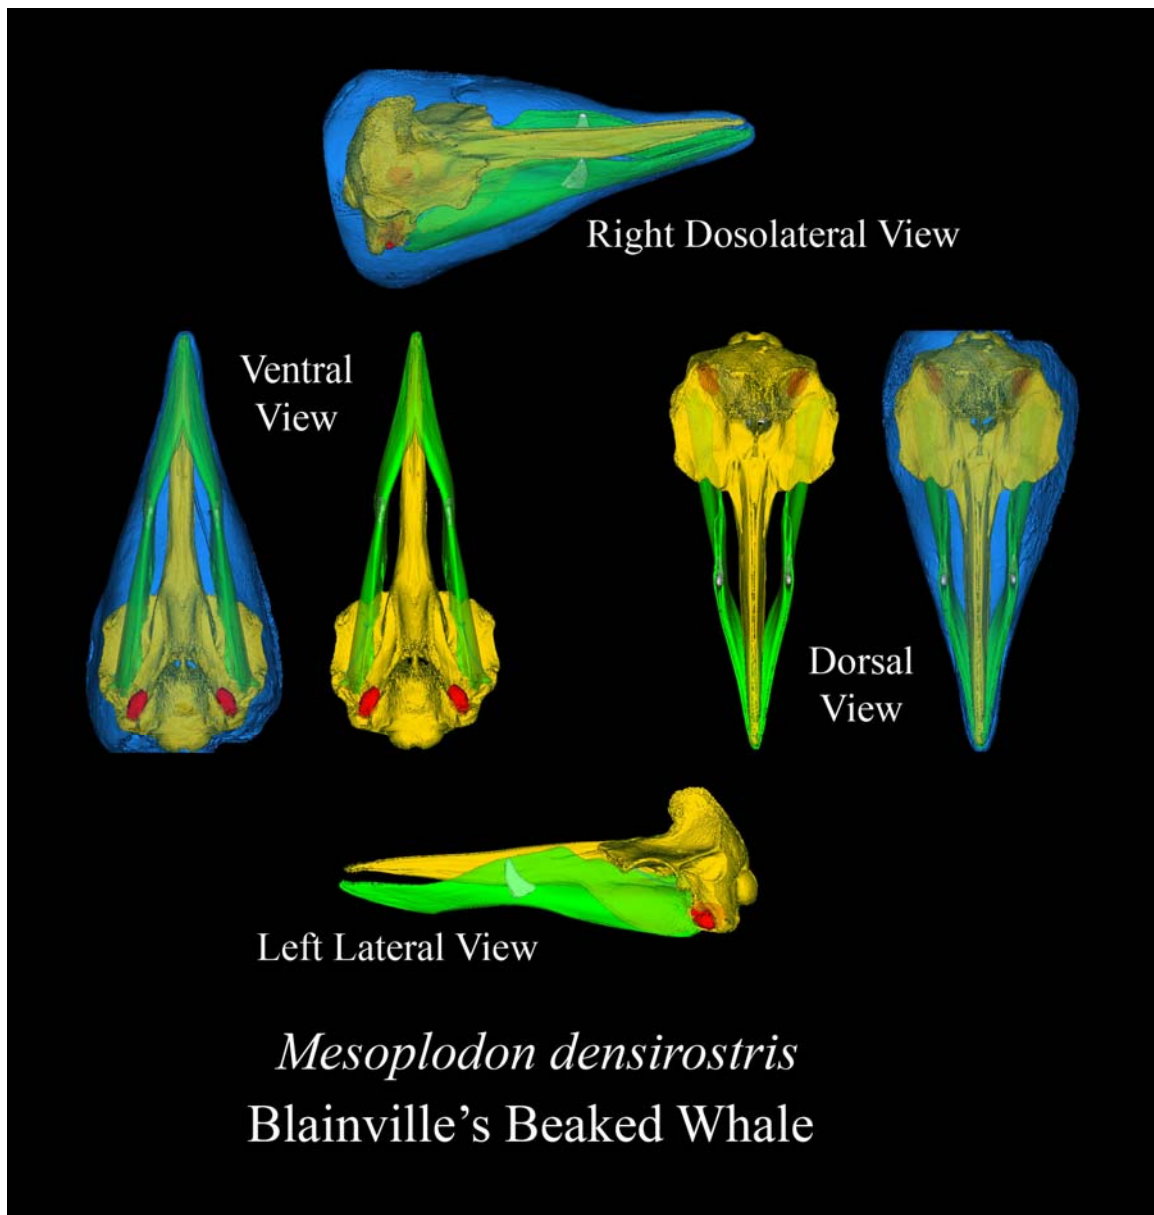 Right Dosolateral View
Ventral
View
Dorsal
View
Left Lateral View
Mesoplodon densirostris
Blainville’s Beaked Whale